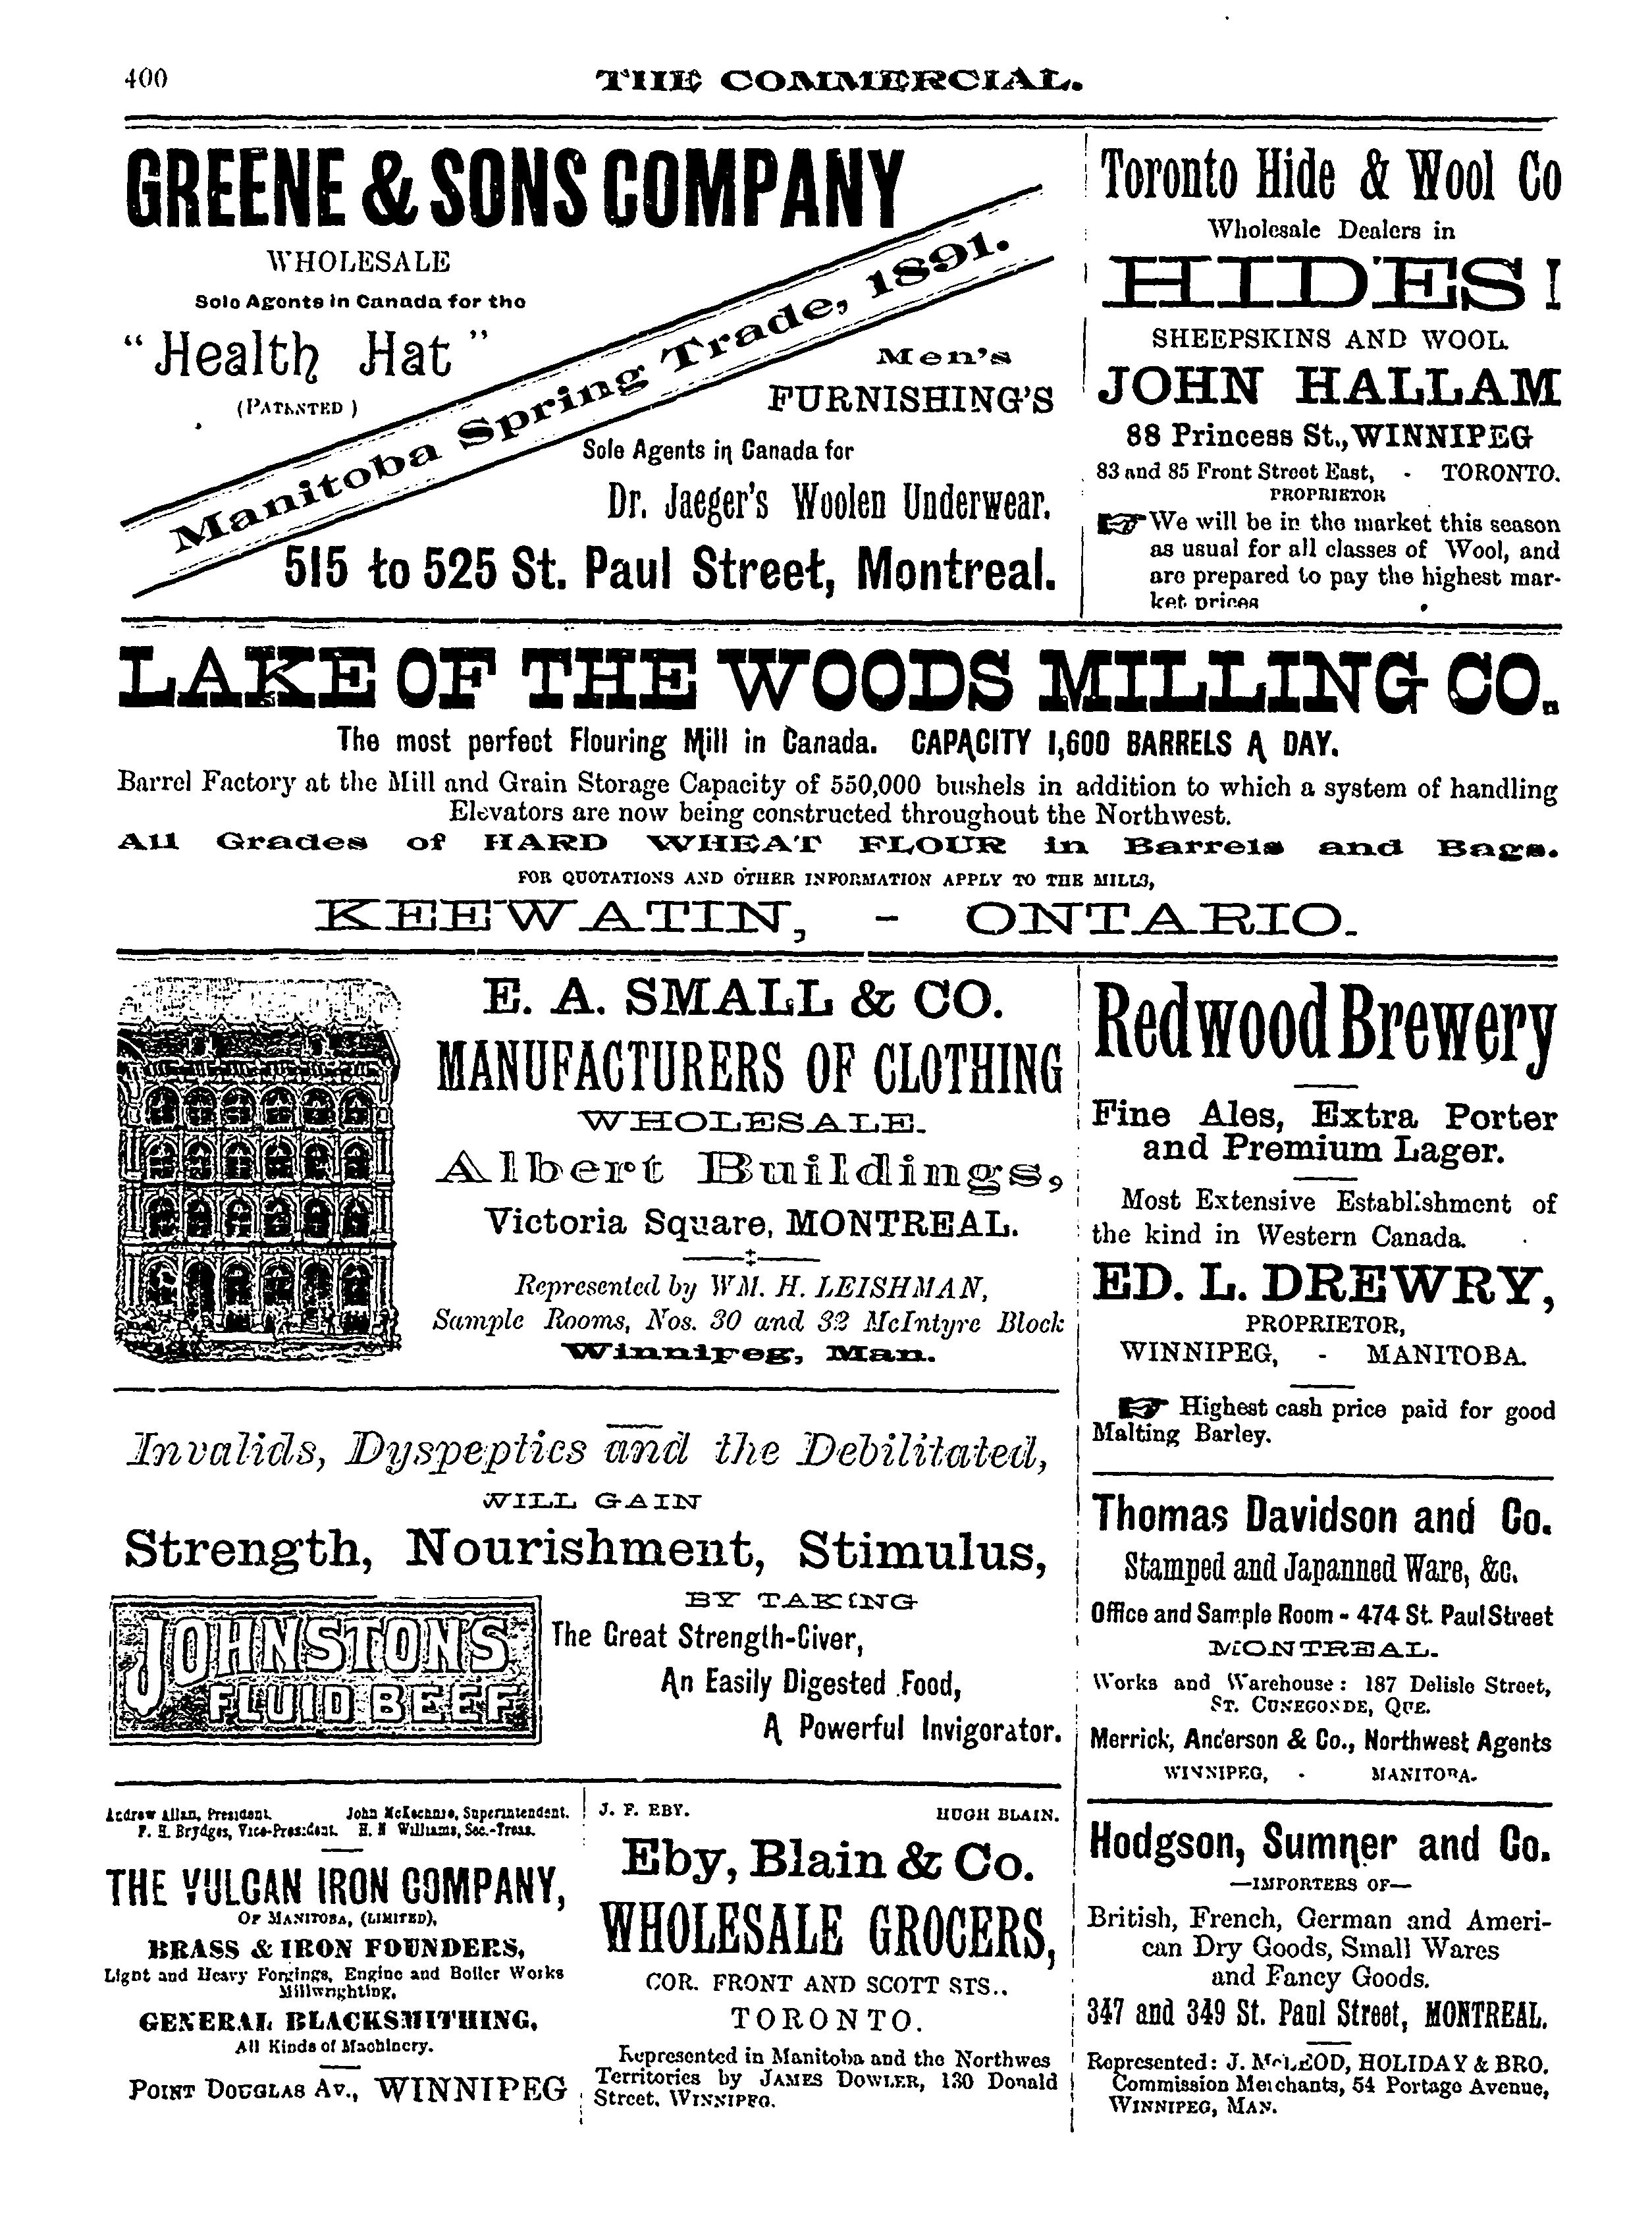 400
THE COMMERCIAL.
GREENE & SONS COMPANY
WHOLESALE
Sole Agents in Canada for the
"Health Hat"
(PATENTED)
Manitoba Spring Trade, 1891.
Men's
FURNISHING'S
Sole Agents in Canada for
Dr. Jaeger's Woolen Underwear.
515 to 525 St. Paul Street, Montreal.
Toronto Hide & Wool Co
Wholesale Dealers in
HIDES!
SHEEPSKINS AND WOOL.
JOHN HALLAM
88 Princess St., WINNIPEG
83 and 85 Front Street East, - TORONTO.
PROPRIETOR
We will be in the market this season
as usual for all classes of Wool, and
are prepared to pay the highest mar-
ket prices
LAKE OF THE WOODS MILLING CO.
The most perfect Flouring Mill in Canada. CAPACITY 1,600 BARRELS A DAY.
Barrel Factory at the Mill and Grain Storage Capacity of 550,000 bushels in addition to which a system of handling
Elevators are now being constructed throughout the Northwest.
All Grades of HARD WHEAT FLOUR in Barrels and Bags.
FOR QUOTATIONS AND OTHER INFORMATION APPLY TO THE MILLS,
KEEWATIN, - ONTARIO.
E. A. SMALL & CO.
MANUFACTURERS OF CLOTHING
WHOLESALE.
Albert Buildings,
Victoria Square, MONTREAL.
Represented by WM. H. LEISHMAN,
Sample Rooms, Nos. 30 and 32 McIntyre Block
Winnipeg, Man.
Redwood Brewery
Fine Ales, Extra Porter
and Premium Lager.
Most Extensive Establishment of
the kind in Western Canada.
ED. L. DREWRY,
PROPRIETOR,
WINNIPEG, - MANITOBA.
Highest cash price paid for good
Malting Barley.
Invalids, Dyspeptics and the Debilitated,
WILL GAIN
Strength, Nourishment, Stimulus,
BY TAKING
JOHNSTON'S
FLUID BEEF
The Great Strength-Giver,
An Easily Digested Food,
A Powerful Invigorator.
Thomas Davidson and Co.
Stamped and Japanned Ware, &c.
Office and Sample Room - 474 St. Paul Street
MONTREAL.
Works and Warehouse: 187 Delisle Street,
ST. CUNEGONDE, QUE.
Merrick, Anderson & Co., Northwest Agents
WINNIPEG, - MANITOBA.
Andrew Allan, President. John McKechnie, Superintendent.
F. H. Brydges, Vice-President. H. N Williams, Sec.-Treas.
THE VULCAN IRON COMPANY,
OF MANITOBA, (LIMITED),
BRASS & IRON FOUNDERS,
Light and Heavy Forgings, Engine and Boiler Works
Millwrighting.
GENERAL BLACKSMITHING.
All Kinds of Machinery.
POINT DOUGLAS AV., WINNIPEG
J. F. EBY. HUGH BLAIN.
Eby, Blain & Co.
WHOLESALE GROCERS,
COR. FRONT AND SCOTT STS.,
TORONTO.
Represented in Manitoba and the Northwes
Territories by JAMES DOWLER, 130 Donald
Street, WINNIPEG.
Hodgson, Sumner and Co.
—IMPORTERS OF—
British, French, German and Ameri-
can Dry Goods, Small Wares
and Fancy Goods.
347 and 349 St. Paul Street, MONTREAL.
Represented: J. McLEOD, HOLIDAY & BRO.
Commission Merchants, 54 Portage Avenue,
WINNIPEG, MAN.